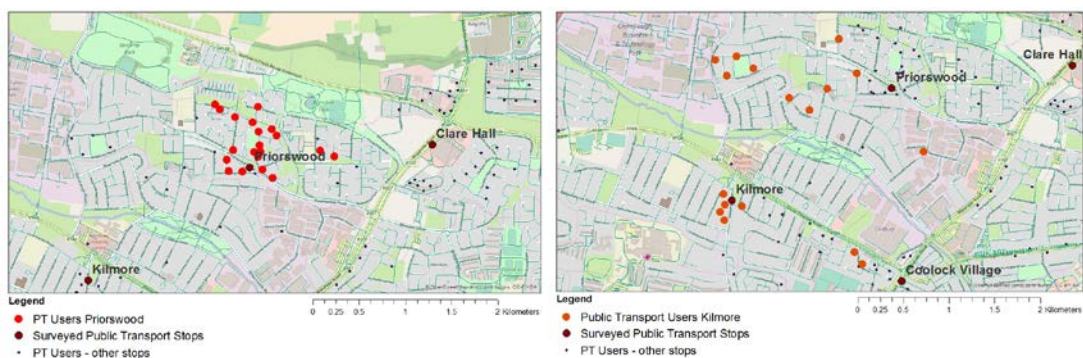 Clare Hall
Priorswood
Kilmore
Legend
PT Users Priorswood
Surveyed Public Transport Stops
PT Users - other stops
0 0.25 0.5 1 1.5 2
Kilometers
Clare Hall
Priorswood
Kilmore
Coolock Village
Legend
Public Transport Users Kilmore
Surveyed Public Transport Stops
PT Users - other stops
0 0.25 0.5 1 1.5 2
Kilometers